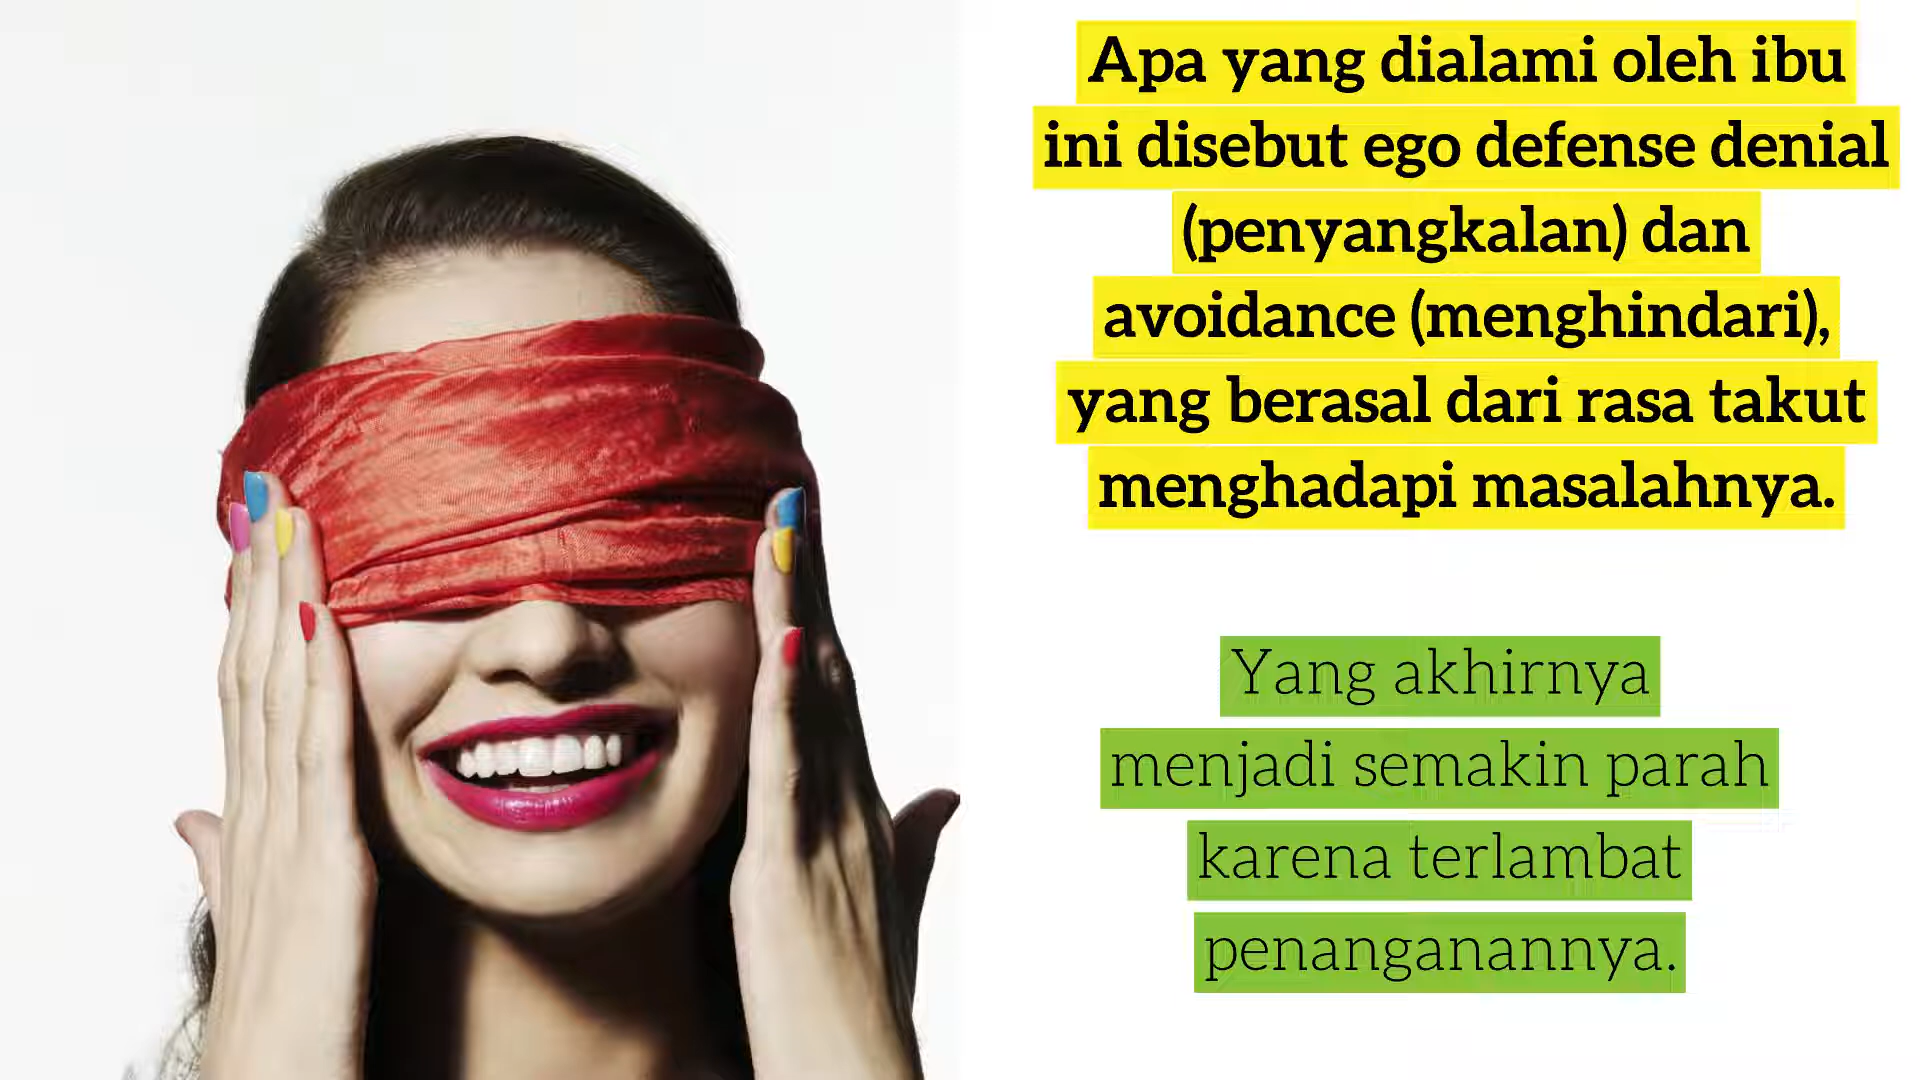 Apa yang dialami oleh ibu
ini disebut ego defense denial
(penyangkalan) dan
avoidance (menghindari),
yang berasal dari rasa takut
menghadapi masalahnya.
Yang akhirnya
menjadi semakin parah
karena terlambat
penanganannya.